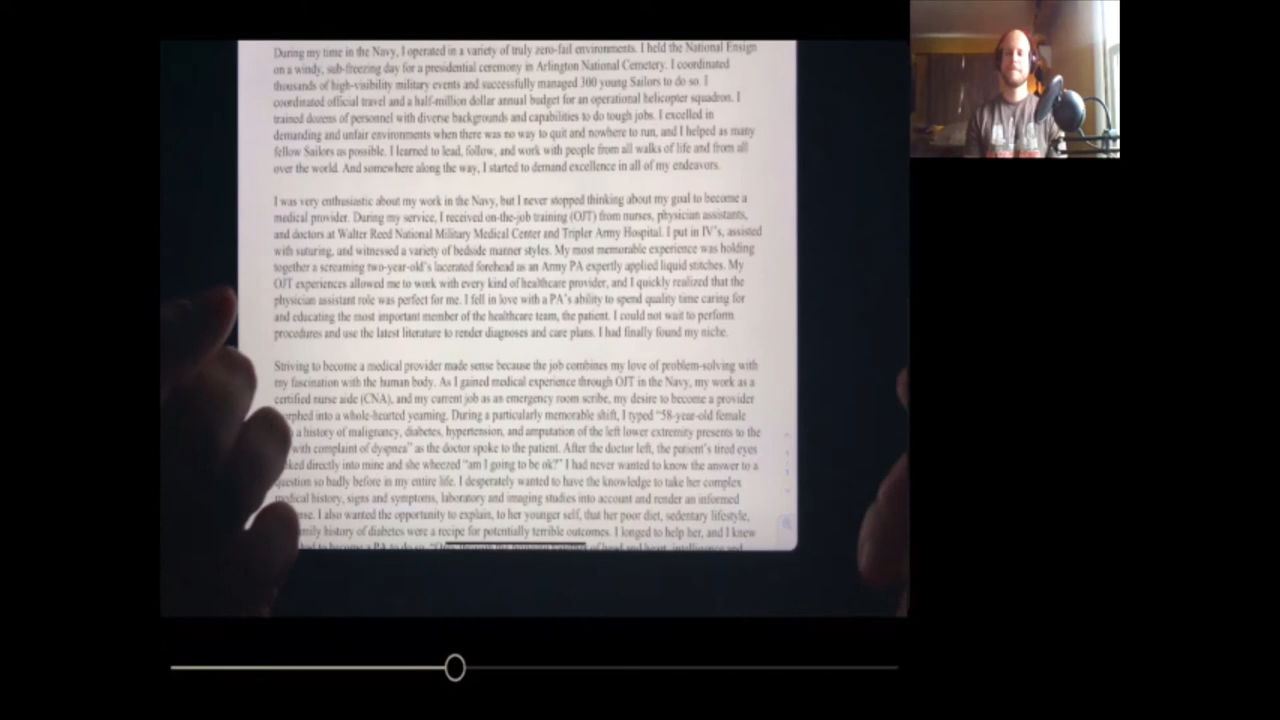 During my time in the Navy, I operated in a variety of truly zero-fail environments. I held the National Ensign
on a windy, sub-freezing day for a presidential ceremony in Arlington National Cemetery. I coordinated
thousands of high-visibility military events and successfully managed 300 young Sailors to do so. I
coordinated official travel and a half-million dollar annual budget for an operational helicopter squadron. I
trained dozens of personnel with diverse backgrounds and capabilities to do tough jobs. I excelled in
demanding and unfair environments when there was no way to quit and nowhere to run, and I helped as many
fellow Sailors as possible. I learned to lead, follow, and work with people from all walks of life and from all
over the world. And somewhere along the way, I started to demand excellence in all of my endeavors.
I was very enthusiastic about my work in the Navy, but I never stopped thinking about my goal to become a
medical provider. During my service, I received on-the-job training (OJT) from nurses, physician assistants,
and doctors at Walter Reed National Military Medical Center and Tripler Army Hospital. I put in IV's, assisted
with suturing, and witnessed a variety of bedside manner styles. My most memorable experience was holding
together a screaming two-year-old's lacerated forehead as an Army PA expertly applied liquid stitches. My
OJT experiences allowed me to work with every kind of healthcare provider, and I quickly realized that the
physician assistant role was perfect for me. I fell in love with a PA's ability to spend quality time caring for
and educating the most important member of the healthcare team, the patient. I could not wait to perform
procedures and use the latest literature to render diagnoses and care plans. I had finally found my niche.
Striving to become a medical provider made sense because the job combines my love of problem-solving with
my fascination with the human body. As I gained medical experience through OJT in the Navy, my work as a
certified nurse aide (CNA), and my current job as an emergency room scribe, my desire to become a provider
into a whole-hearted yearning. During a particularly memorable shift, I typed "58-year-old female
a history of malignancy, diabetes, hypertension, and amputation of the left lower extremity presents to the
with complaint of dyspnea" as the doctor spoke to the patient. After the doctor left, the patient's tired eyes
directly into mine and she wheezed "am I going to be ok?" I had never wanted to know the answer to a
question so badly before in my entire life. I desperately wanted to have the knowledge to take her complex
medical history, signs and symptoms, laboratory and imaging studies into account and render an informed
I also wanted the opportunity to explain, to her younger self, that her poor diet, sedentary lifestyle,
history of diabetes were a recipe for potentially terrible outcomes. I longed to help her, and I knew
to become a PA to do so. of head and heart, intelligence and